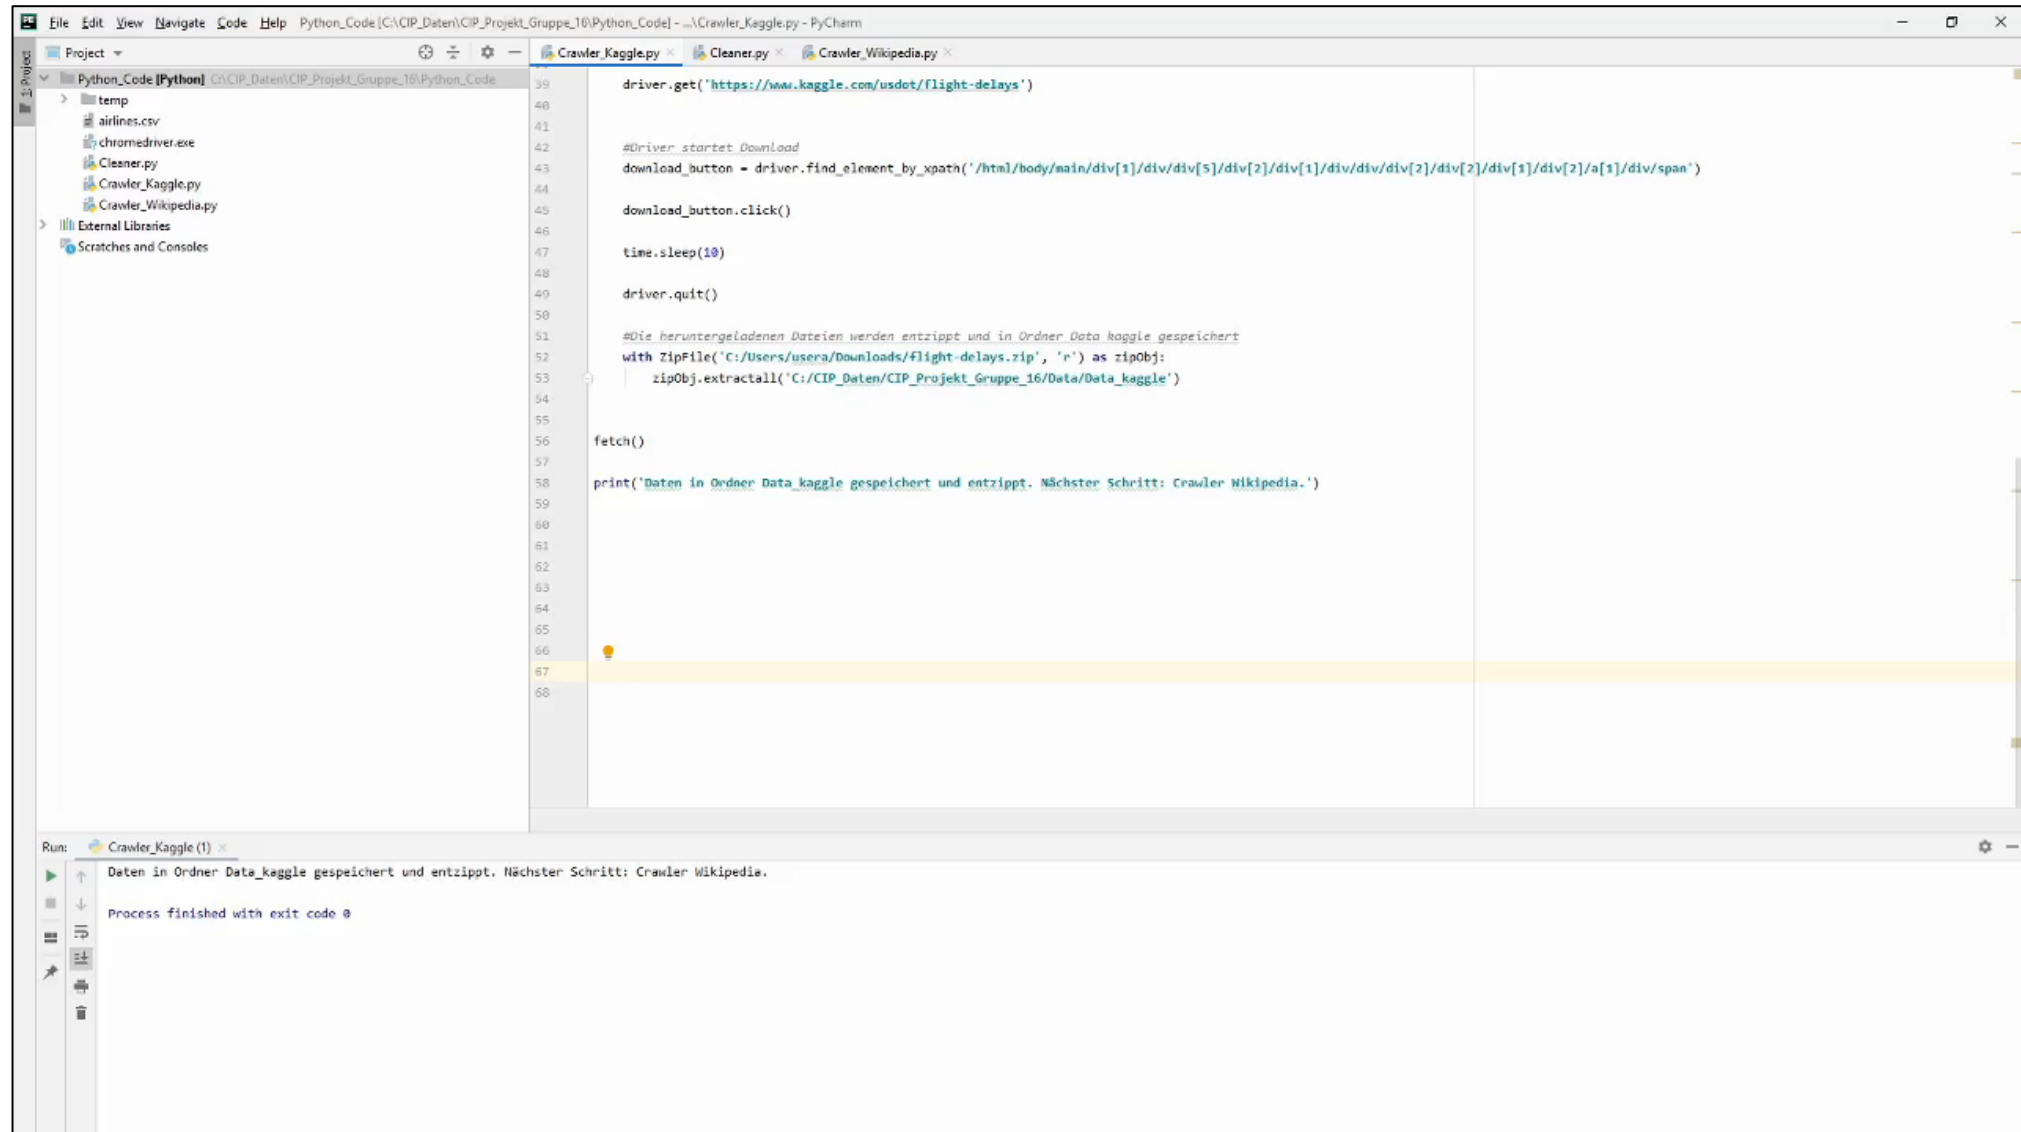 File Edit View Navigate Code Help Python_Code [C:\CIP_Daten\CIP_Projekt_Gruppe_16\Python_Code] - ...\Crawler_Kaggle.py - PyCharm
1: Project
Project
Python_Code [Python] C:\CIP_Daten\CIP_Projekt_Gruppe_16\Python_Code
temp
airlines.csv
chromedriver.exe
Cleaner.py
Crawler_Kaggle.py
Crawler_Wikipedia.py
External Libraries
Scratches and Consoles
Crawler_Kaggle.py Cleaner.py Crawler_Wikipedia.py
39 driver.get('https://www.kaggle.com/usdot/flight-delays')
40
41
42 #Driver startet Download
43 download_button = driver.find_element_by_xpath('/html/body/main/div[1]/div/div[5]/div[2]/div[1]/div/div/div[2]/div[2]/div[1]/div[2]/a[1]/div/span')
44
45 download_button.click()
46
47 time.sleep(10)
48
49 driver.quit()
50
51 #Die heruntergeladenen Dateien werden entzippt und in Ordner Data kaggle gespeichert
52 with ZipFile('C:/Users/usera/Downloads/flight-delays.zip', 'r') as zipObj:
53 zipObj.extractall('C:/CIP_Daten/CIP_Projekt_Gruppe_16/Data/Data_kaggle')
54
55
56 fetch()
57
58 print('Daten in Ordner Data_kaggle gespeichert und entzippt. Nächster Schritt: Crawler Wikipedia.')
59
60
61
62
63
64
65
66
67
68
Run: Crawler_Kaggle (1)
Daten in Ordner Data_kaggle gespeichert und entzippt. Nächster Schritt: Crawler Wikipedia.
Process finished with exit code 0